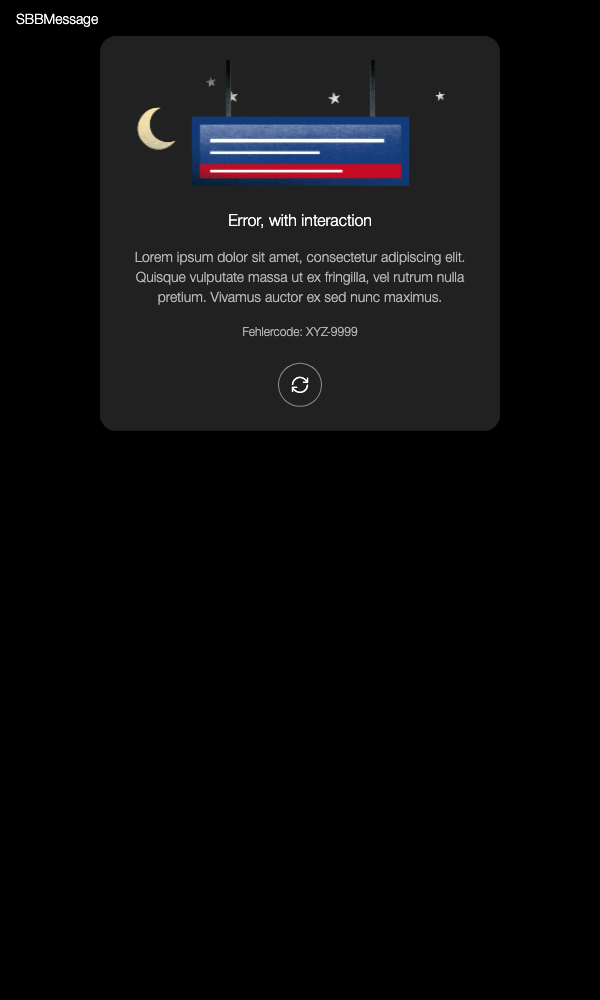 SBBMessage
Error, with interaction
Lorem ipsum dolor sit amet, consectetur adipiscing elit.
Quisque vulputate massa ut ex fringilla, vel rutrum nulla
pretium. Vivamus auctor ex sed nunc maximus.
Fehlercode: XYZ-9999